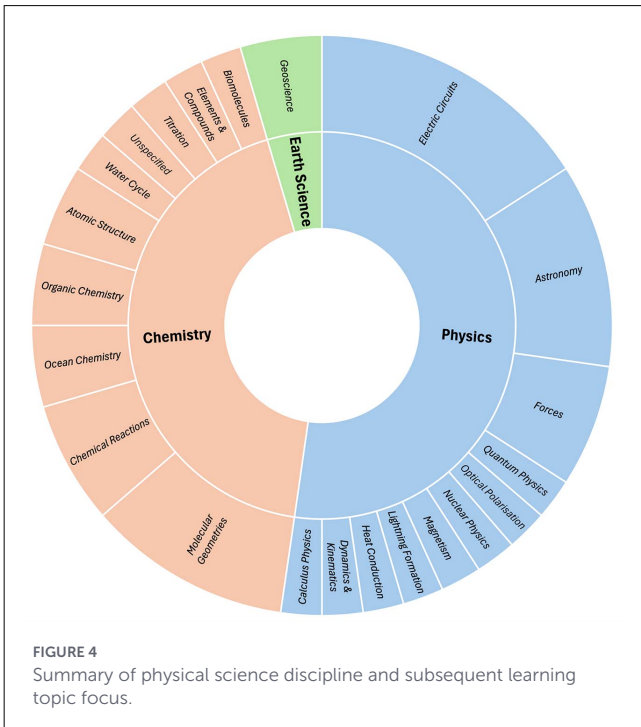 Geoscience
Earth Science
Electric Circuits
Astronomy
Forces
Quantum Physics
Optical Polarisation
Nuclear Physics
Magnetism
Lightning Formation
Heat Conduction
Dynamics &
Kinematics
Calculus Physics
Physics
Molecular
Geometries
Chemical Reactions
Ocean Chemistry
Organic Chemistry
Atomic Structure
Water Cycle
Unspecified
Titration
Elements &
Compounds
Biomolecules
Chemistry
FIGURE 4
Summary of physical science discipline and subsequent learning
topic focus.